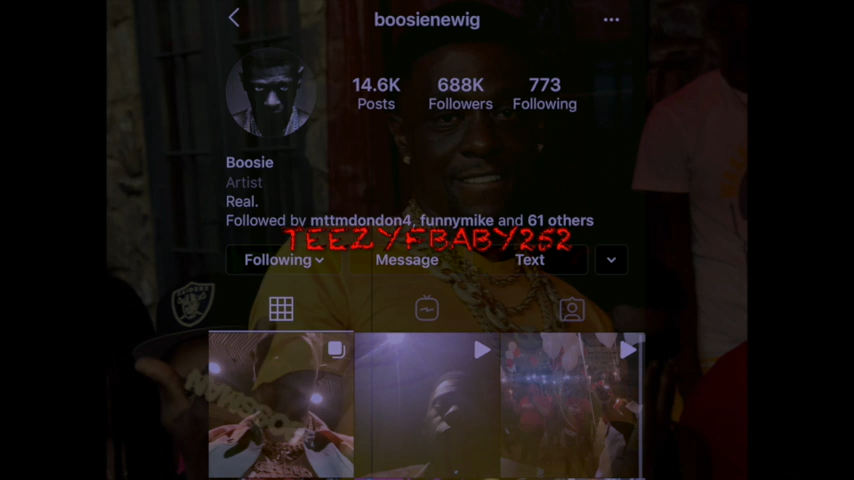 boosienewig
14.6K 688K 773
Posts Followers Following
Boosie
Artist
Real.
Followed by mttmdondon4, funnymike and 61 others
TEEZYFBABY252
Following Message Text
RAIDERS